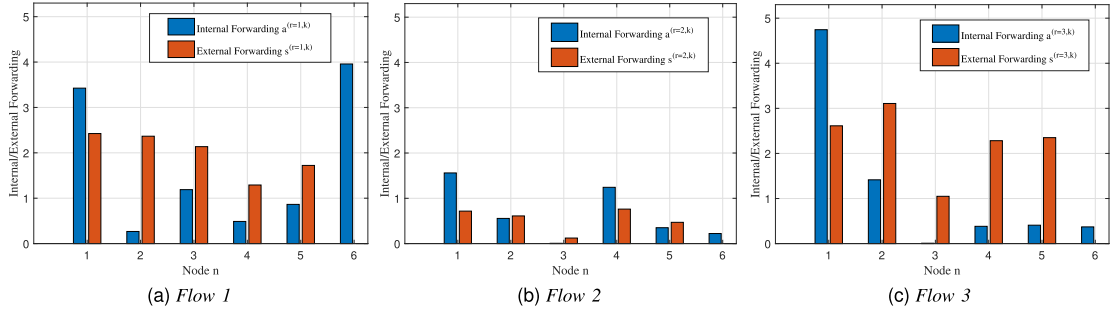 5
4
3
2
1
0
Internal/External Forwarding
Internal Forwarding a^(r=1,k)
External Forwarding s^(r=1,k)
1 2 3 4 5 6
Node n
(a) Flow 1
5
4
3
2
1
0
Internal/External Forwarding
Internal Forwarding a^(r=2,k)
External Forwarding s^(r=2,k)
1 2 3 4 5 6
Node n
(b) Flow 2
5
4
3
2
1
0
Internal/External Forwarding
Internal Forwarding a^(r=3,k)
External Forwarding s^(r=3,k)
1 2 3 4 5 6
Node n
(c) Flow 3